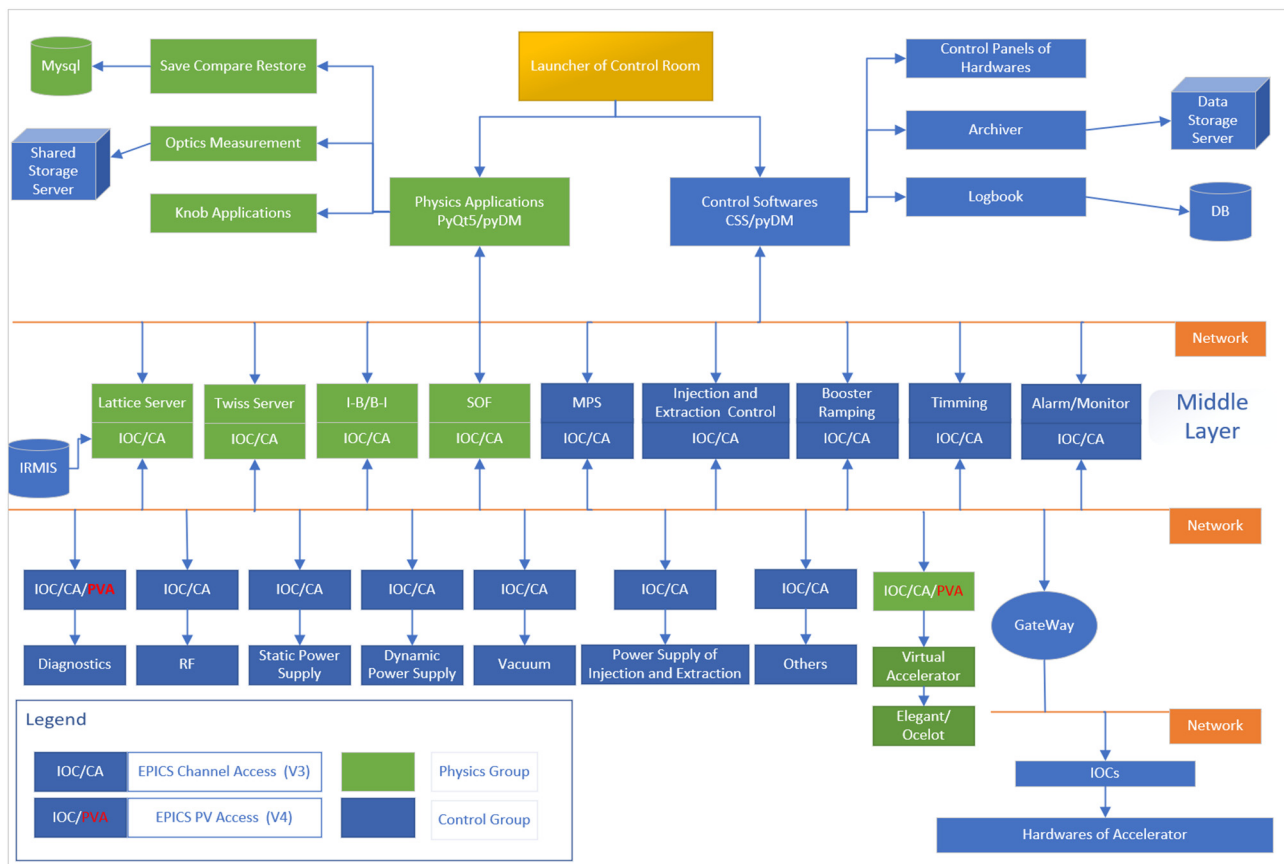 Mysql
Save Compare Restore
Launcher of Control Room
Control Panels of
Hardwares
Shared
Storage
Server
Optics Measurement
Archiver
Data
Storage
Server
Knob Applications
Physics Applications
PyQt5/pyDM
Control Softwares
CSS/pyDM
Logbook
DB
Network
Lattice Server
IOC/CA
Twiss Server
IOC/CA
I-B/B-I
IOC/CA
SOF
IOC/CA
MPS
IOC/CA
Injection and
Extraction Control
IOC/CA
Booster
Ramping
IOC/CA
Timming
IOC/CA
Alarm/Monitor
IOC/CA
Middle
Layer
IRMIS
Network
IOC/CA/PVA
IOC/CA
IOC/CA
IOC/CA
IOC/CA
IOC/CA
IOC/CA
IOC/CA/PVA
GateWay
Diagnostics
RF
Static Power
Supply
Dynamic
Power Supply
Vacuum
Power Supply of
Injection and Extraction
Others
Virtual
Accelerator
Elegant/
Ocelot
Network
IOCs
Hardwares of Accelerator
Legend
IOC/CA
EPICS Channel Access (V3)
Physics Group
IOC/PVA
EPICS PV Access (V4)
Control Group